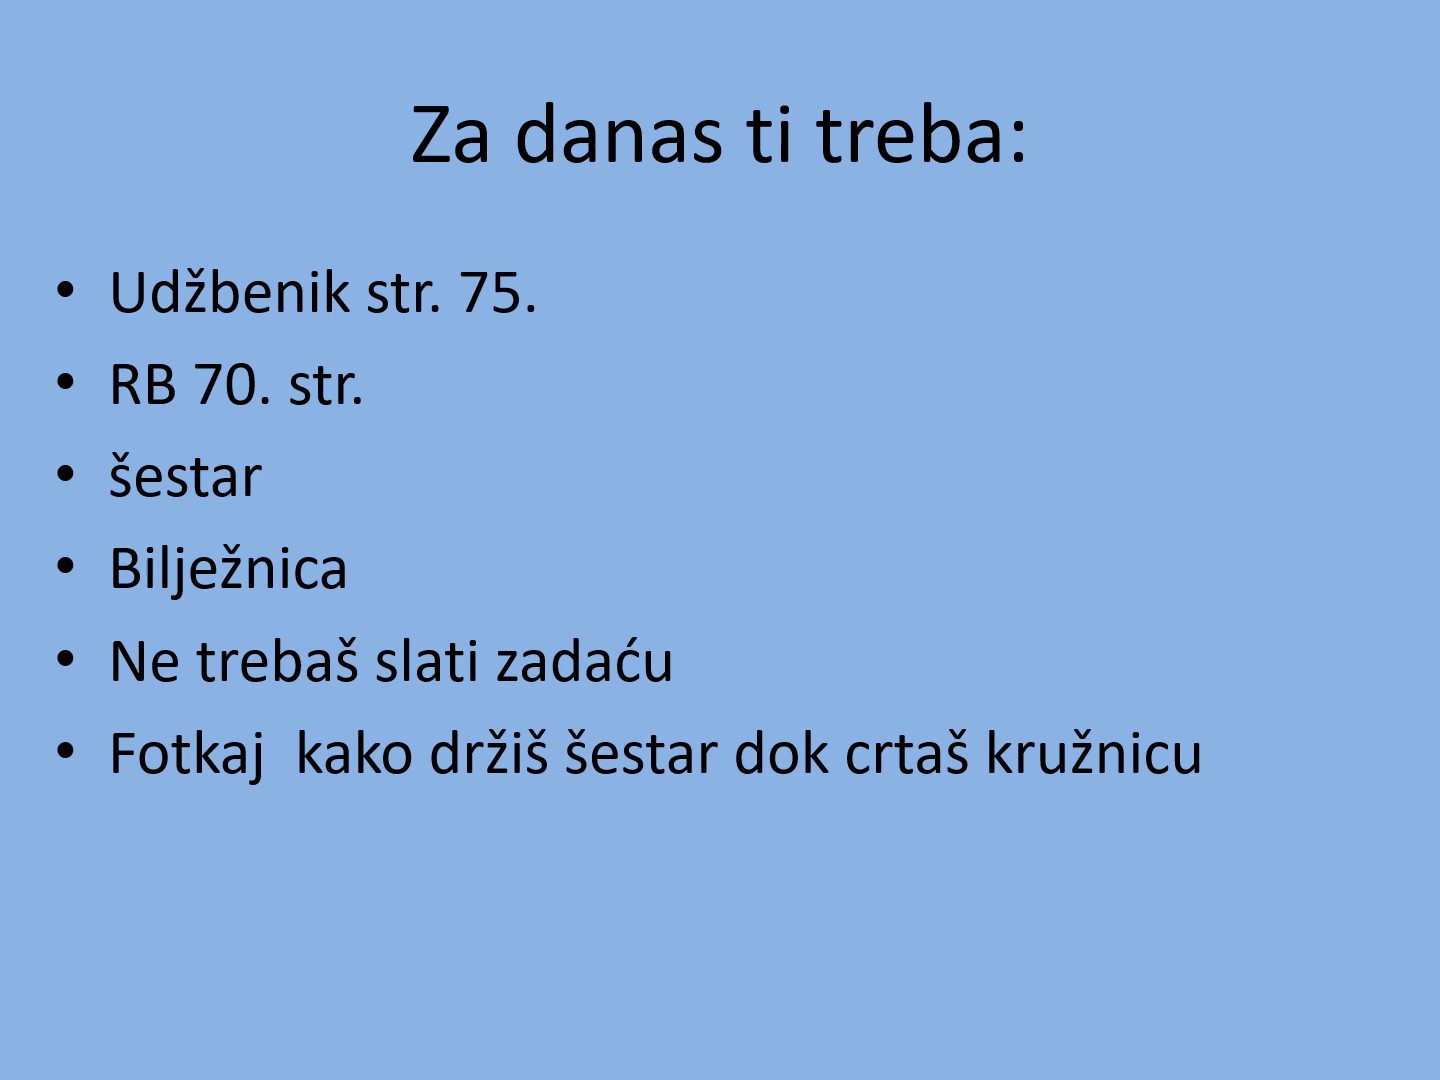 Za danas ti treba:
• Udžbenik str. 75.
• RB 70. str.
• šestar
• Bilježnica
• Ne trebaš slati zadaću
• Fotkaj  kako držiš šestar dok crtaš kružnicu